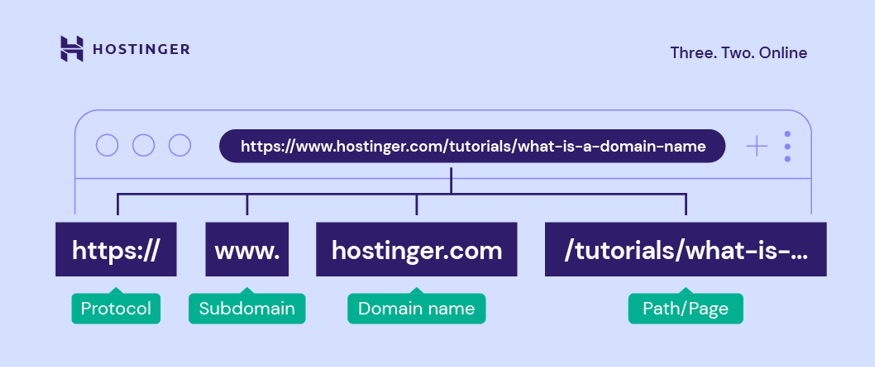 HOSTINGER
Three. Two. Online
https://www.hostinger.com/tutorials/what-is-a-domain-name
https://
www.
hostinger.com
/tutorials/what-is-...
Protocol
Subdomain
Domain name
Path/Page